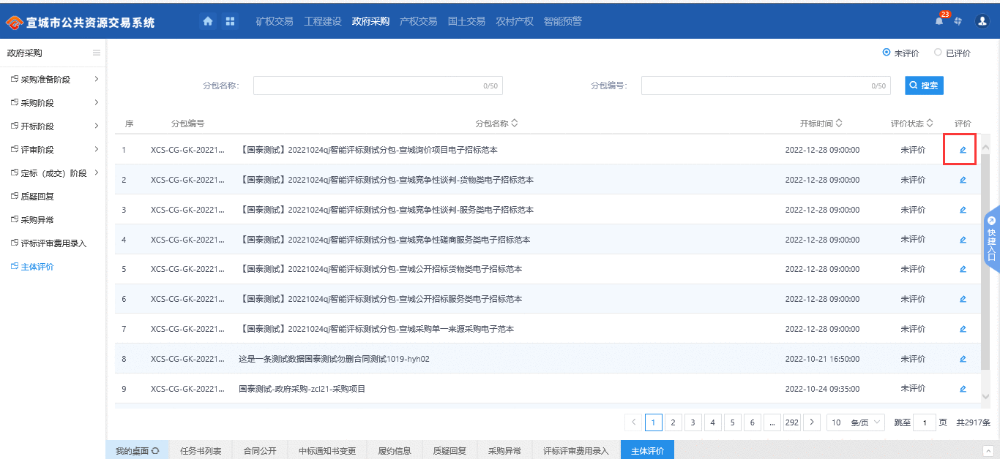 宣城市公共资源交易系统 矿权交易 工程建设 政府采购 产权交易 国土交易 农村产权 智能预警 23
政府采购
采购准备阶段
采购阶段
开标阶段
评审阶段
定标（成交）阶段
质疑回复
采购异常
评标评审费用录入
主体评价
未评价 已评价
分包名称： 0/50 分包编号： 0/50 搜索
序 分包编号 分包名称 开标时间 评价状态 评价
1 XCS-CG-GK-20221... 【国泰测试】20221024qj智能评标测试分包-宣城询价项目电子招标范本 2022-12-28 09:00:00 未评价
2 XCS-CG-GK-20221... 【国泰测试】20221024qj智能评标测试分包-宣城竞争性谈判-货物类电子招标范本 2022-12-28 09:00:00 未评价
3 XCS-CG-GK-20221... 【国泰测试】20221024qj智能评标测试分包-宣城竞争性谈判-服务类电子招标范本 2022-12-28 09:00:00 未评价
4 XCS-CG-GK-20221... 【国泰测试】20221024qj智能评标测试分包-宣城竞争性磋商服务类电子招标范本 2022-12-28 09:00:00 未评价
5 XCS-CG-GK-20221... 【国泰测试】20221024qj智能评标测试分包-宣城公开招标货物类电子招标范本 2022-12-28 09:00:00 未评价
6 XCS-CG-GK-20221... 【国泰测试】20221024qj智能评标测试分包-宣城公开招标服务类电子招标范本 2022-12-28 09:00:00 未评价
7 XCS-CG-GK-20221... 【国泰测试】20221024qj智能评标测试分包-宣城采购单一来源采购电子范本 2022-12-28 09:00:00 未评价
8 XCS-CG-GK-20221... 这是一条测试数据国泰测试勿删合同测试1019-hyh02 2022-10-21 16:50:00 未评价
9 XCS-CG-GK-20221... 国泰测试-政府采购-zcl21-采购项目 2022-10-24 09:35:00 未评价
快捷入口
1 2 3 4 5 6 ... 292 10 条/页 跳至 1 页 共2917条
我的桌面 任务书列表 合同公开 中标通知书变更 履约信息 质疑回复 采购异常 评标评审费用录入 主体评价